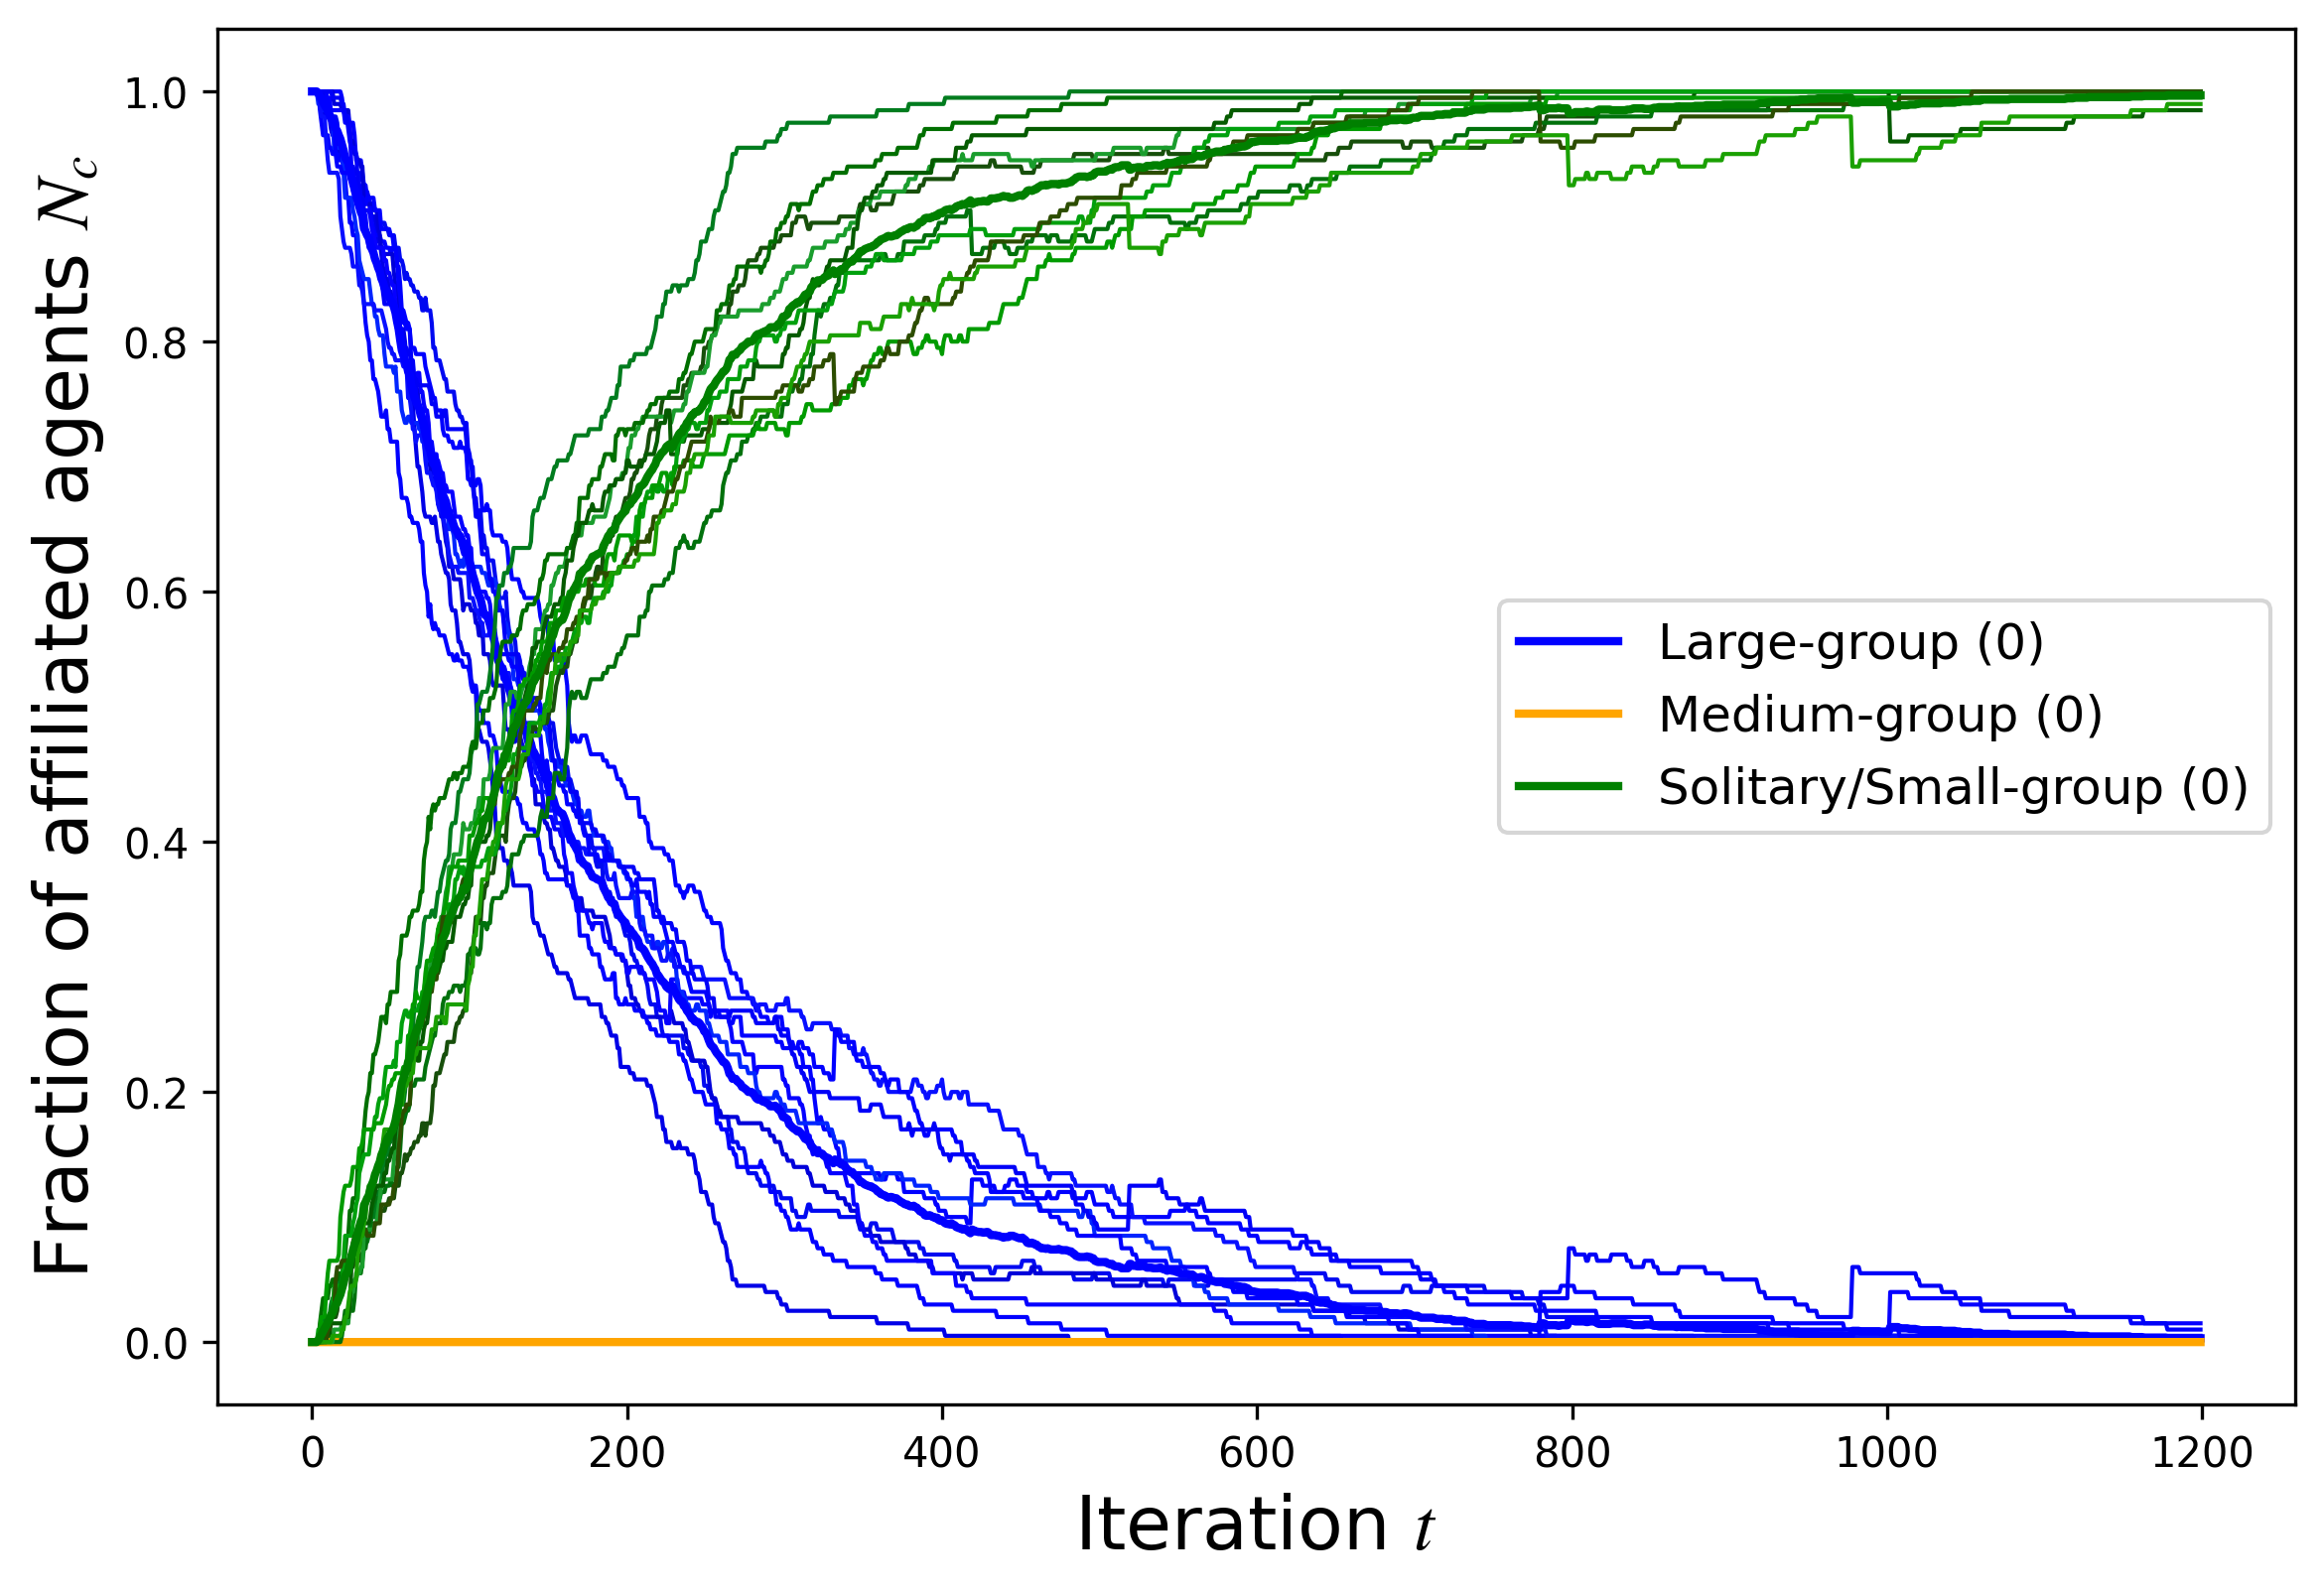 Fraction of affiliated agents N_c
1.0
0.8
0.6
0.4
0.2
0.0
Large-group (0)
Medium-group (0)
Solitary/Small-group (0)
0 200 400 600 800 1000 1200
Iteration t